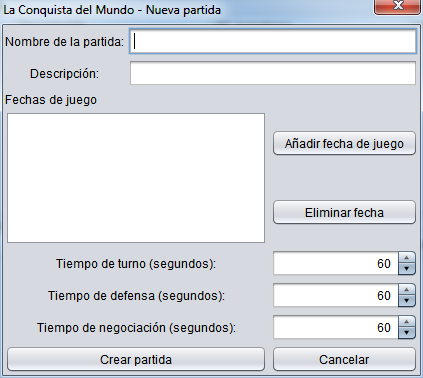 La Conquista del Mundo - Nueva partida
Nombre de la partida:
Descripción:
Fechas de juego
Añadir fecha de juego
Eliminar fecha
Tiempo de turno (segundos): 60
Tiempo de defensa (segundos): 60
Tiempo de negociación (segundos): 60
Crear partida Cancelar